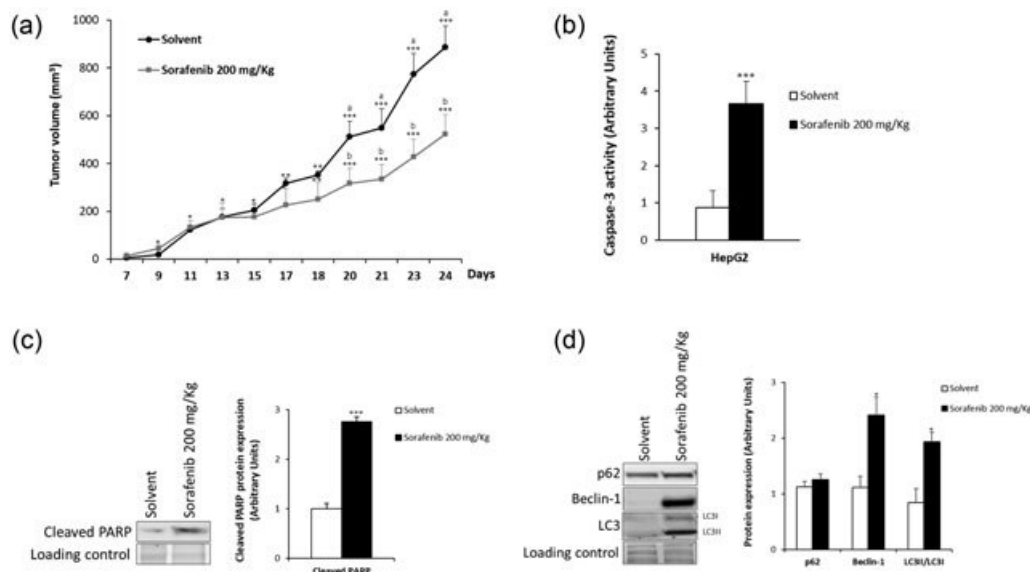 (a)
Tumor volume (mm³)
1000
800
600
400
200
0
Solvent
Sorafenib 200 mg/Kg
* * * * ** ** a *** a *** a *** a ***
b *** b *** b *** b ***
7 9 11 13 15 17 18 20 21 23 24 Days
(b)
Caspase-3 activity (Arbitrary Units)
5
4
3
2
1
0
***
HepG2
Solvent
Sorafenib 200 mg/Kg
(c)
Solvent
Sorafenib 200 mg/Kg
Cleaved PARP
Loading control
Cleaved PARP protein expression
(Arbitrary Units)
3
2
1
0
***
Cleaved PARP
Solvent
Sorafenib 200 mg/Kg
(d)
Solvent
Sorafenib 200 mg/Kg
p62
Beclin-1
LC3
LC3I
LC3II
Loading control
Protein expression (Arbitrary Units)
3
2
1
0
*
p62 Beclin-1 LC3II/LC3I
Solvent
Sorafenib 200 mg/Kg